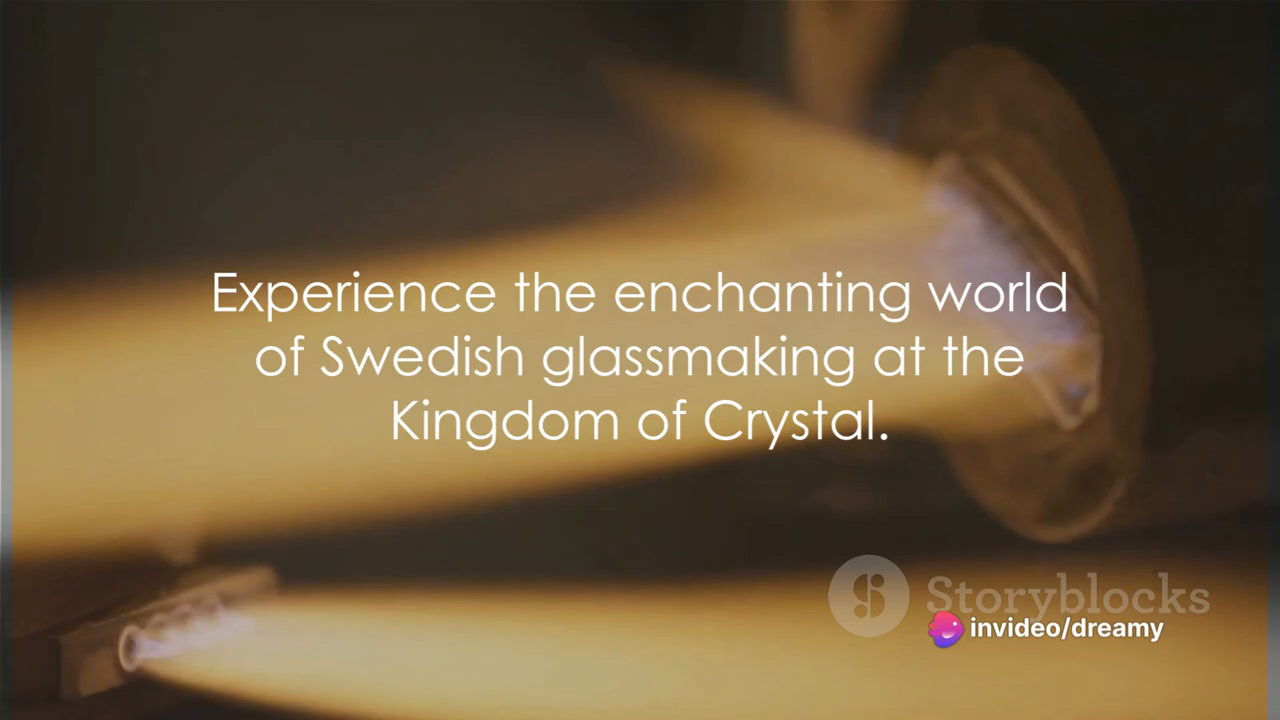 Experience the enchanting world
of Swedish glassmaking at the
Kingdom of Crystal.
Storyblocks
invideo/dreamy